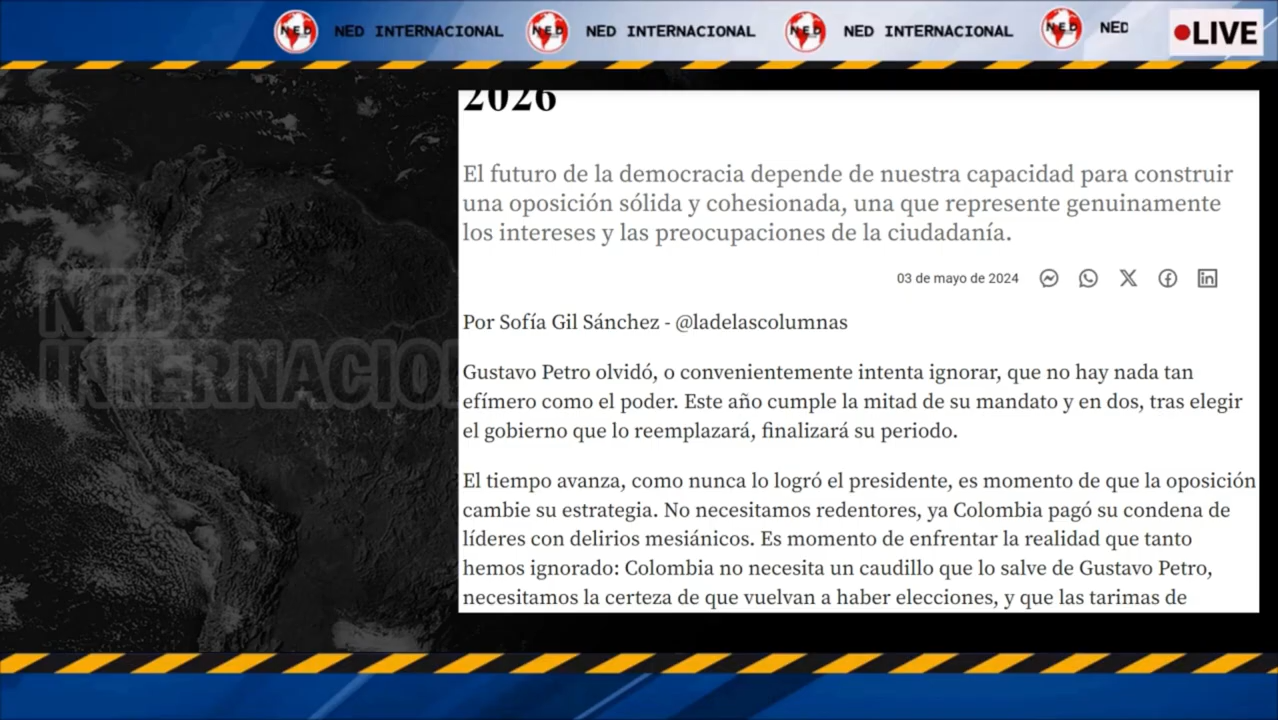 NED NED INTERNACIONAL NED NED INTERNACIONAL NED NED INTERNACIONAL NED NED
LIVE
2026
El futuro de la democracia depende de nuestra capacidad para construir
una oposición sólida y cohesionada, una que represente genuinamente
los intereses y las preocupaciones de la ciudadanía.
03 de mayo de 2024
Por Sofía Gil Sánchez - @ladelascolumnas
Gustavo Petro olvidó, o convenientemente intenta ignorar, que no hay nada tan
efímero como el poder. Este año cumple la mitad de su mandato y en dos, tras elegir
el gobierno que lo reemplazará, finalizará su periodo.
El tiempo avanza, como nunca lo logró el presidente, es momento de que la oposición
cambie su estrategia. No necesitamos redentores, ya Colombia pagó su condena de
líderes con delirios mesiánicos. Es momento de enfrentar la realidad que tanto
hemos ignorado: Colombia no necesita un caudillo que lo salve de Gustavo Petro,
necesitamos la certeza de que vuelvan a haber elecciones, y que las tarimas de
NED
INTERNACIO